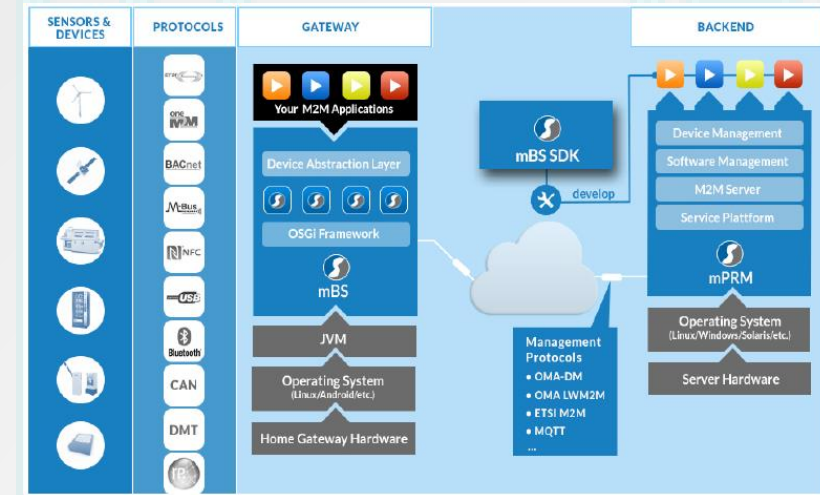 SENSORS &
DEVICES
PROTOCOLS
GATEWAY
BACKEND
BACnet
M-Bus
NFC
USB
Bluetooth
CAN
DMT
Your M2M Applications
Device Abstraction Layer
OSGi Framework
mBS
JVM
Operating System
(Linux/Android/etc.)
Home Gateway Hardware
mBS SDK
develop
Management
Protocols
• OMA-DM
• OMA LWM2M
• ETSI M2M
• MQTT
...
Device Management
Software Management
M2M Server
Service Plattform
mPRM
Operating System
(Linux/Windows/Solaris/etc.)
Server Hardware